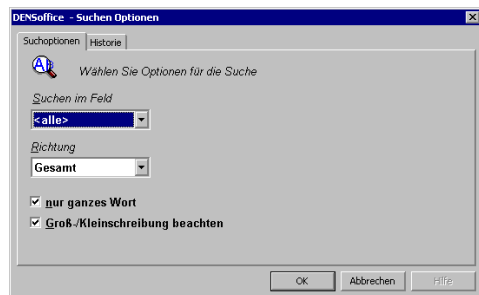 DENSoffice - Suchen Optionen
Suchoptionen Historie
Wählen Sie Optionen für die Suche
Suchen im Feld
<alle>
Richtung
Gesamt
nur ganzes Wort
Groß-/Kleinschreibung beachten
OK Abbrechen Hilfe